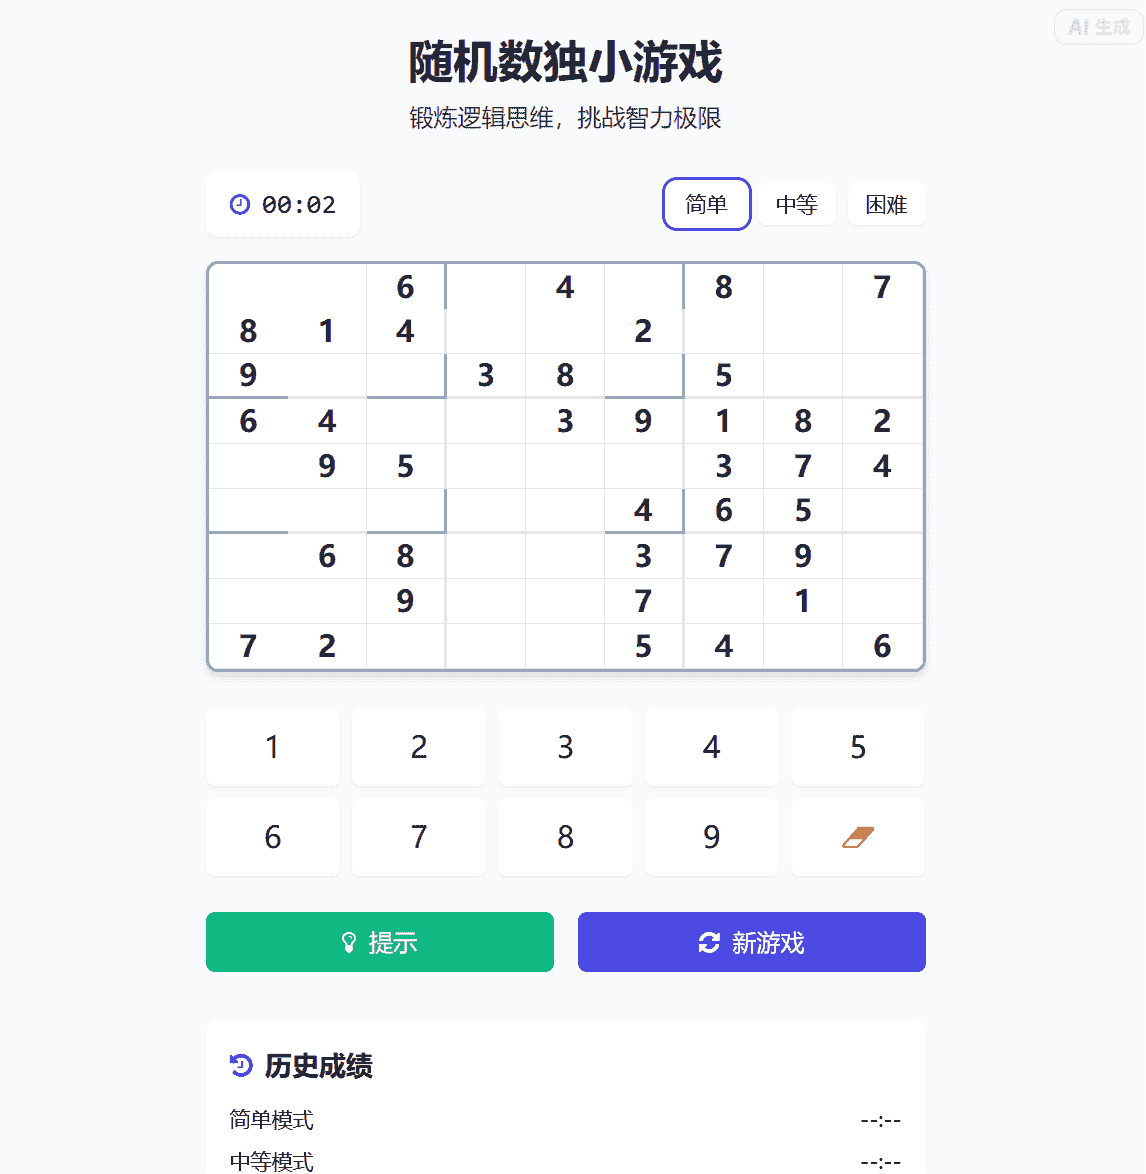 AI 生成
随机数独小游戏
锻炼逻辑思维，挑战智力极限
00:02 简单 中等 困难
6 4 8 7
8 1 4 2
9 3 8 5
6 4 3 9 1 8 2
9 5 3 7 4
4 6 5
6 8 3 7 9
9 7 1
7 2 5 4 6
1 2 3 4 5
6 7 8 9
提示 新游戏
历史成绩
简单模式 --:--
中等模式 --:--